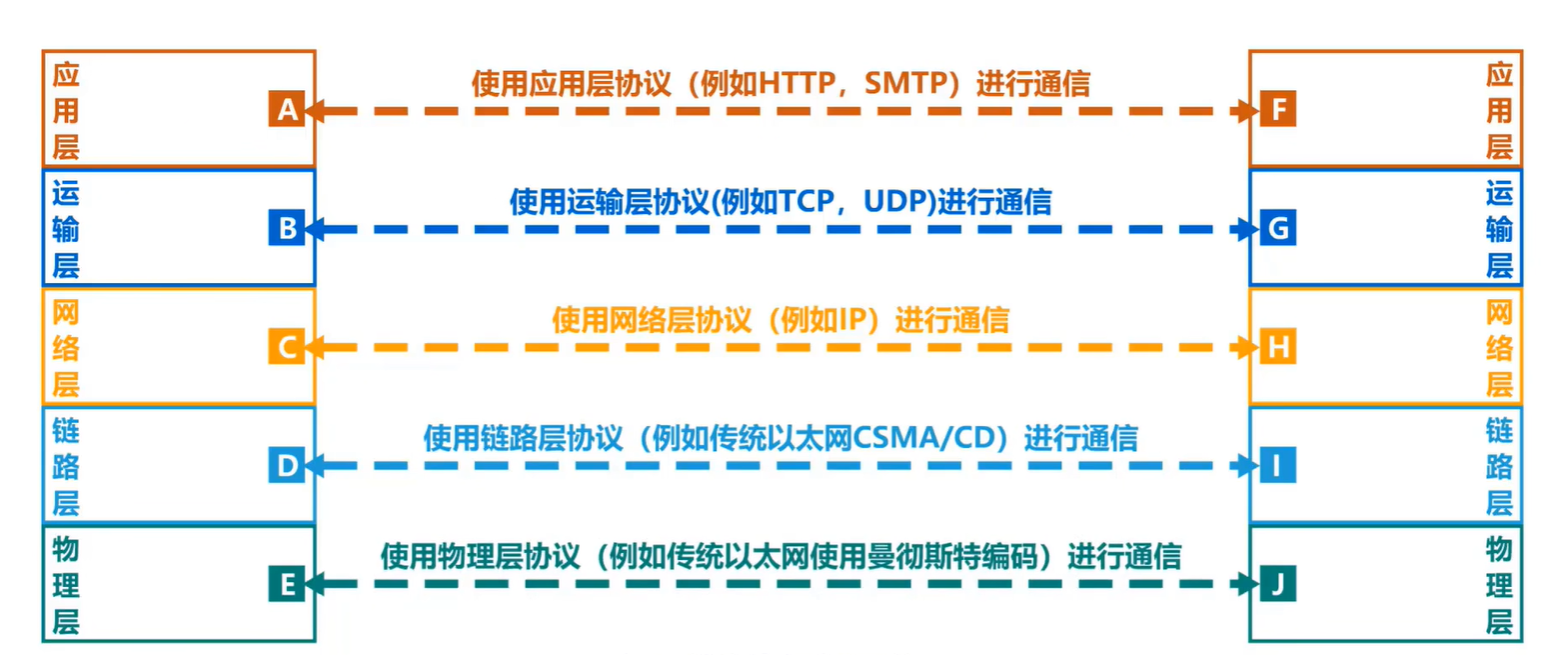 应用层
A
使用应用层协议（例如HTTP，SMTP）进行通信
F
应用层
运输层
B
使用运输层协议(例如TCP，UDP)进行通信
G
运输层
网络层
C
使用网络层协议（例如IP）进行通信
H
网络层
链路层
D
使用链路层协议（例如传统以太网CSMA/CD）进行通信
I
链路层
物理层
E
使用物理层协议（例如传统以太网使用曼彻斯特编码）进行通信
J
物理层